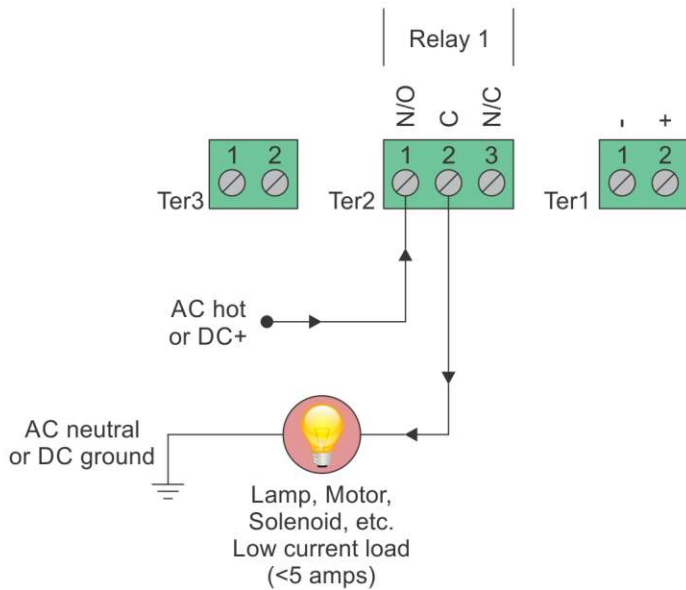 Relay 1
N/O
C
N/C
-
+
1
2
1
2
3
1
2
Ter3
Ter2
Ter1
AC hot
or DC+
AC neutral
or DC ground
Lamp, Motor,
Solenoid, etc.
Low current load
(<5 amps)